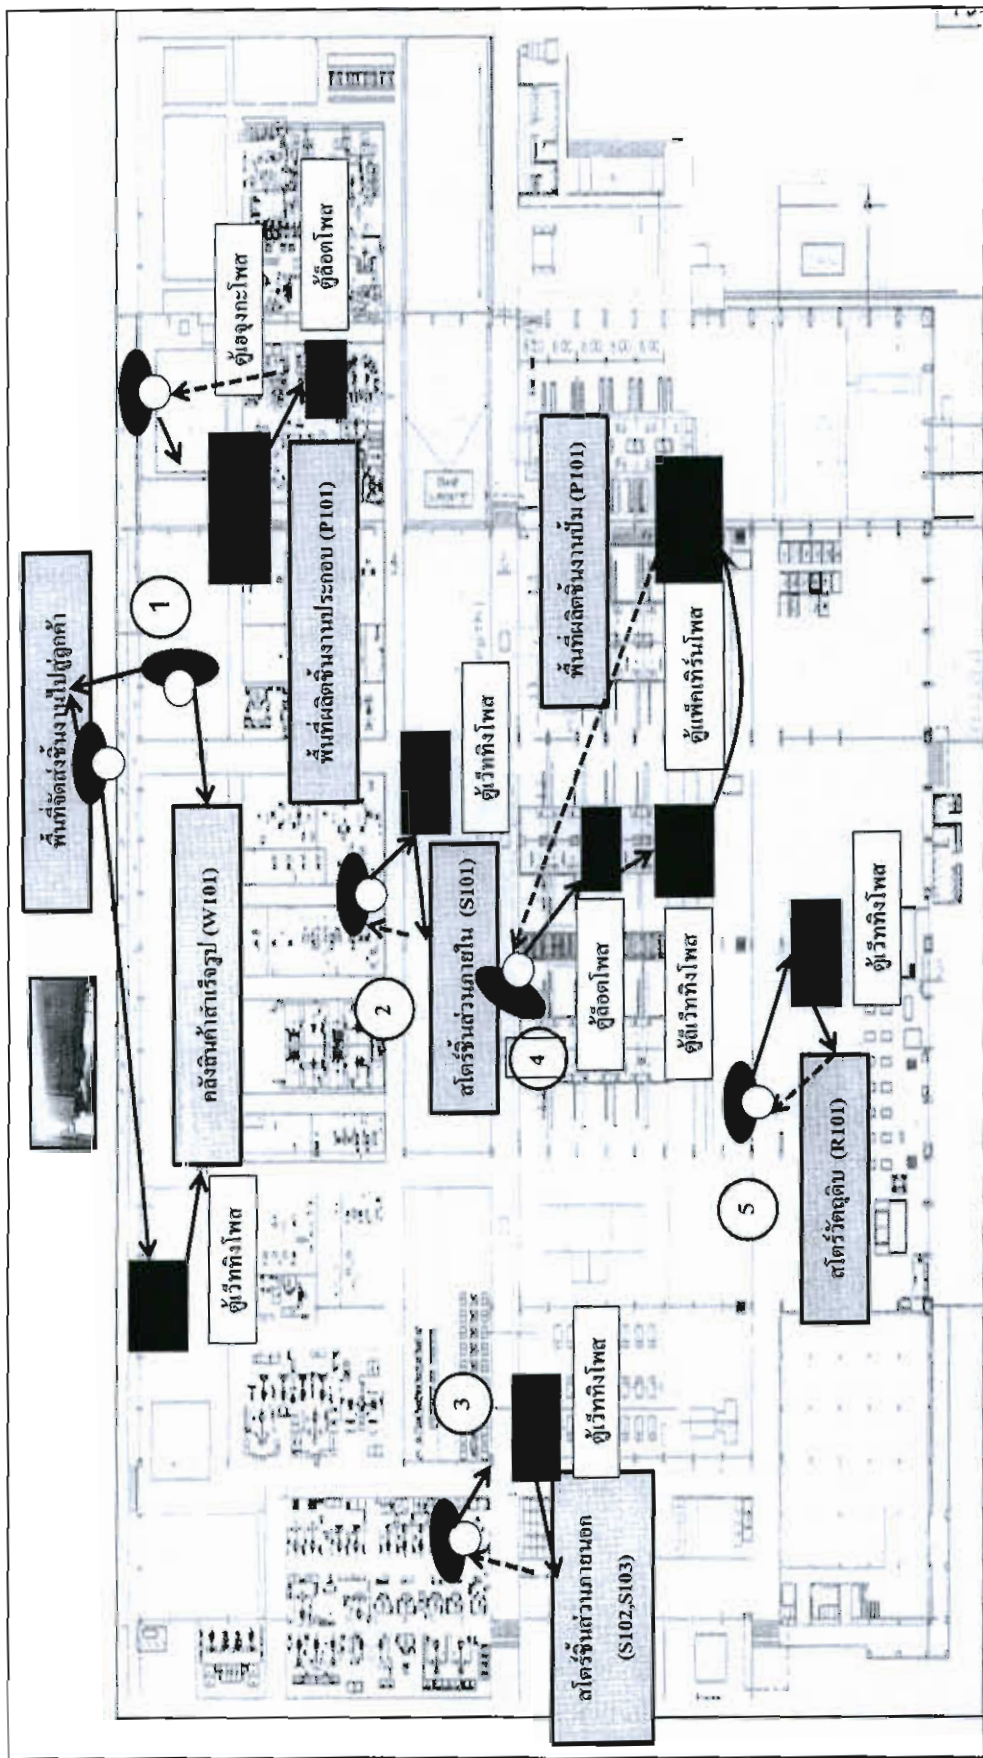 พื้นที่จัดส่งชิ้นงานไปสู่ลูกค้า
1
คลังสินค้าสำเร็จรูป (W101)
ตู้เว็ททิงโพส
ตู้เฮจุงกะโพส
ตู้ล็อตโพส
พื้นที่ผลิตชิ้นงานประกอบ (P101)
2
ตู้เว็ททิงโพส
สโตร์ชิ้นส่วนภายใน (S101)
3
ตู้เว็ททิงโพส
สโตร์ชิ้นส่วนภายนอก
(S102,S103)
4
พื้นที่ผลิตชิ้นงานปั๊ม (P101)
ตู้ล็อตโพส
ตู้ลีเว็ททิงโพส
ตู้แพ็คเทิร์นโพส
5
ตู้เว็ททิงโพส
สโตร์วัตถุดิบ (R101)